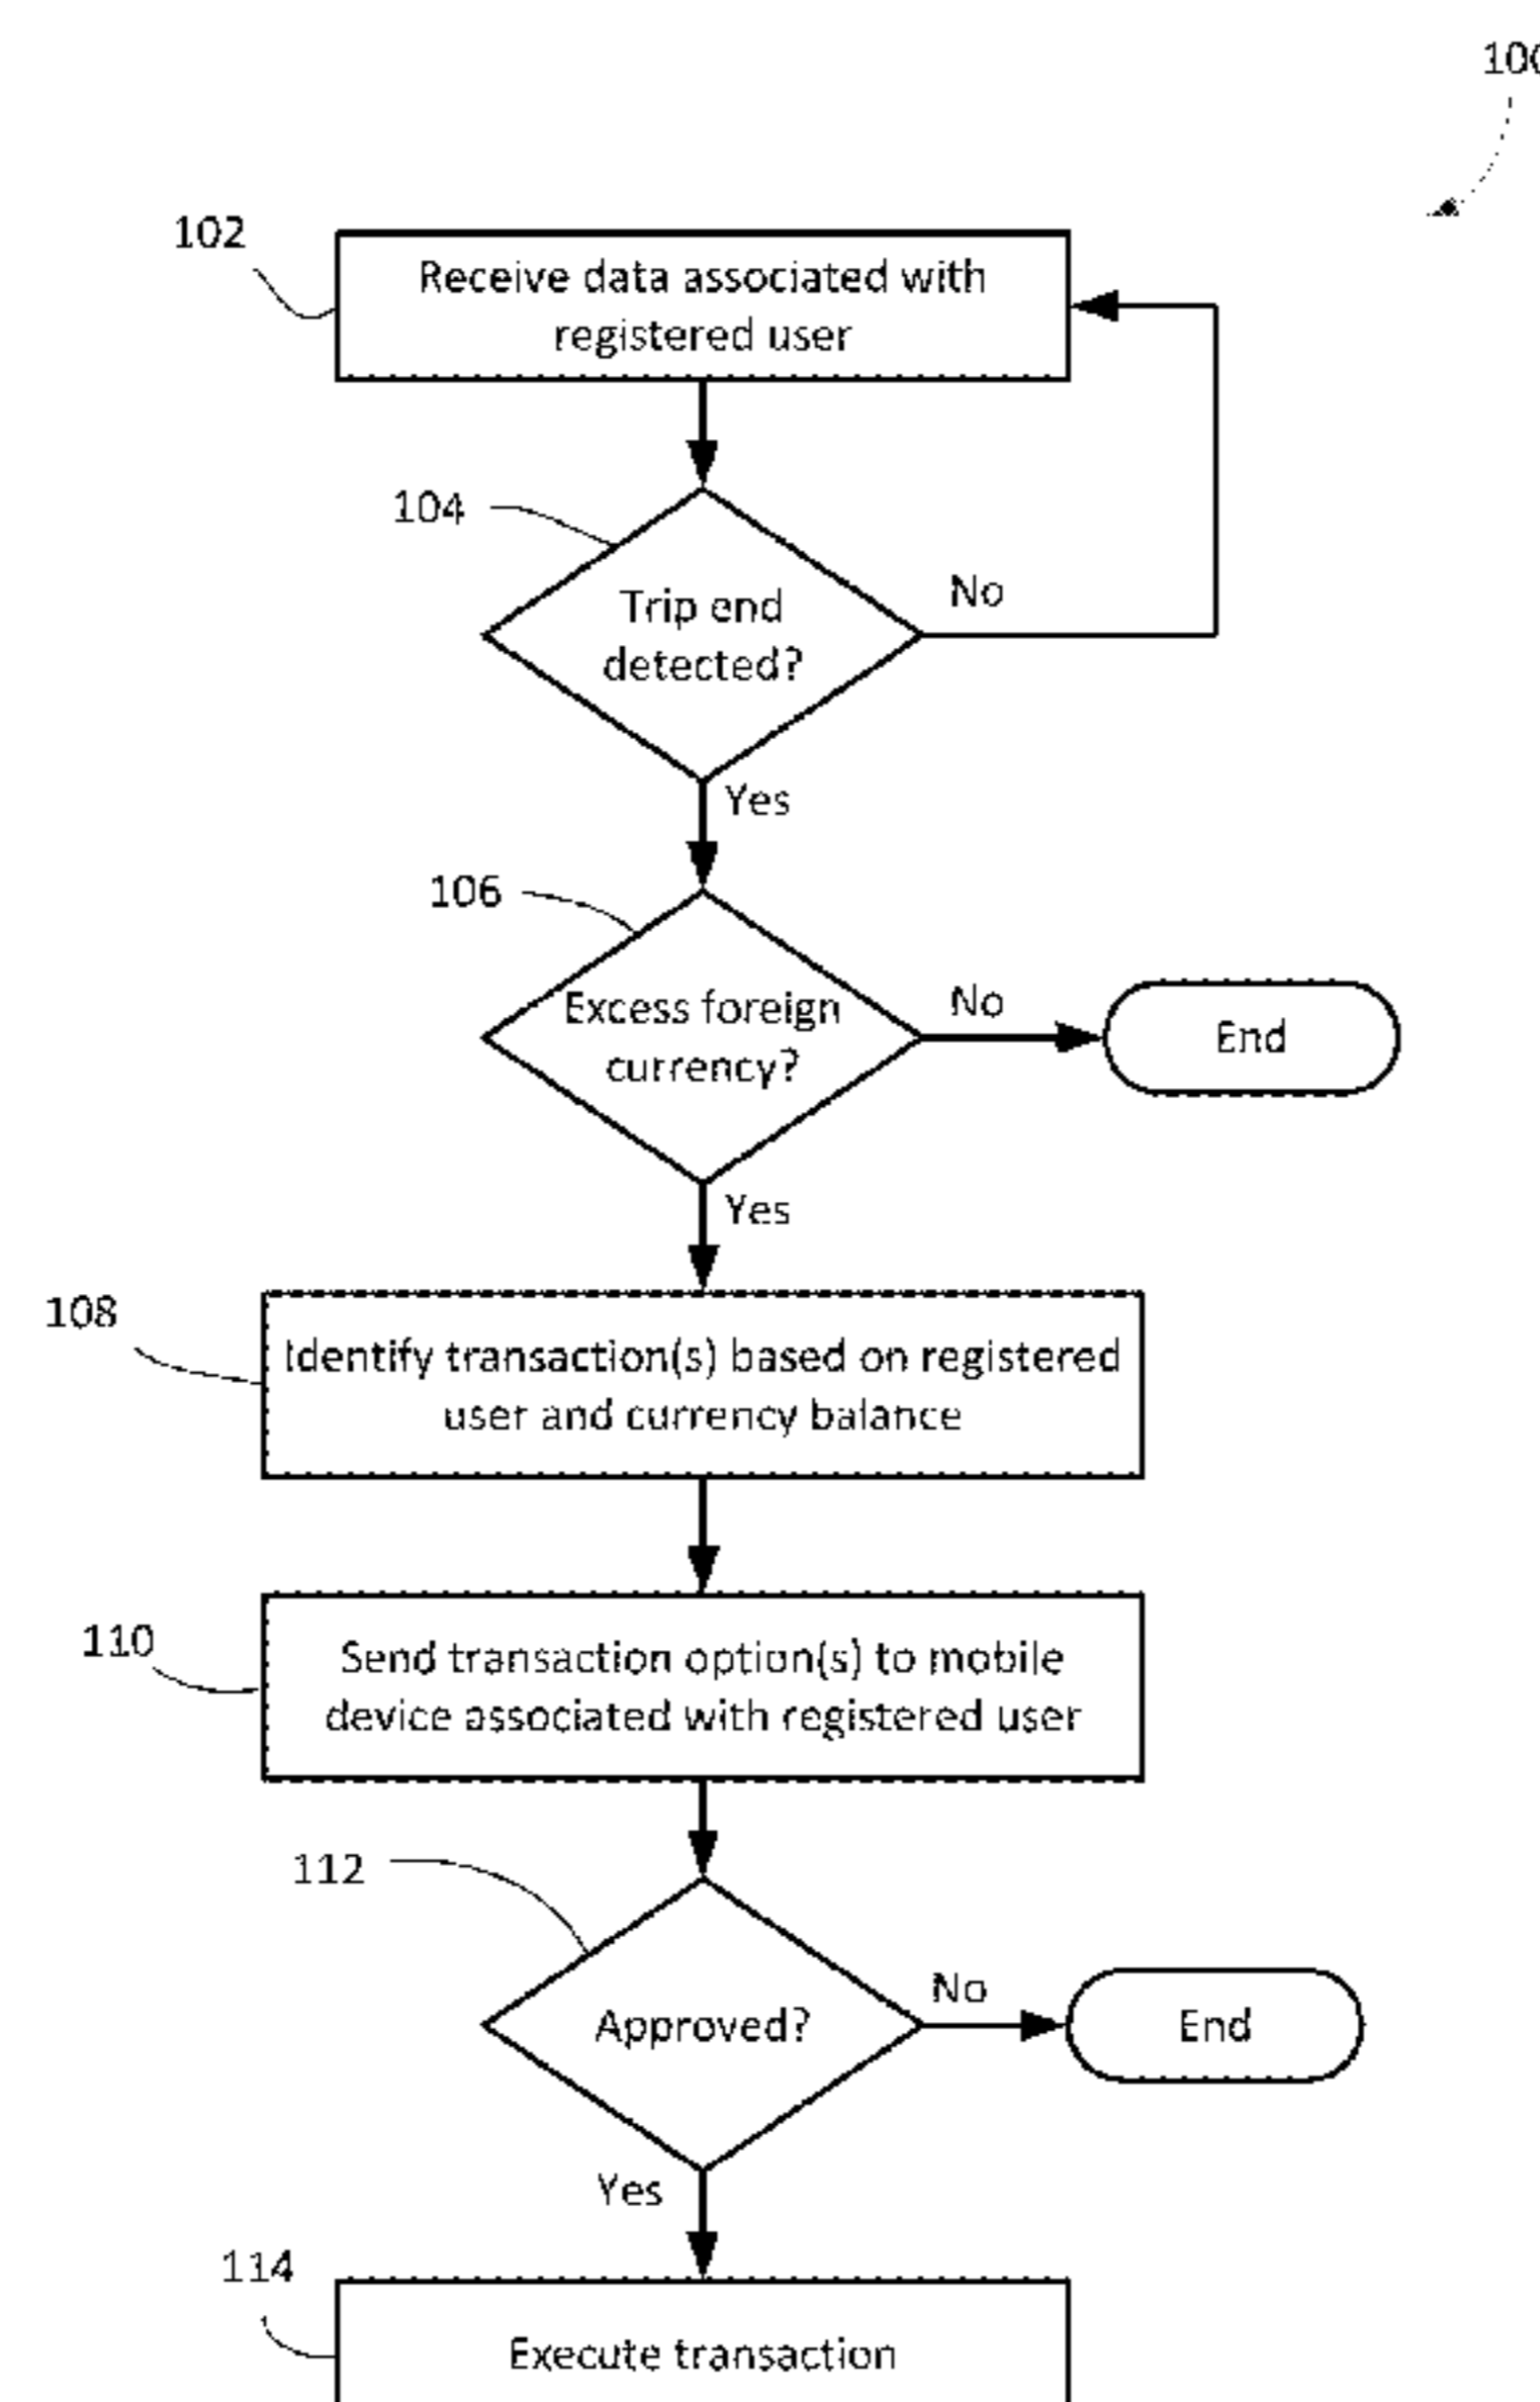 100
102
Receive data associated with
registered user
104
Trip end
detected?
No
Yes
106
Excess foreign
currency?
No
End
Yes
108
Identify transaction(s) based on registered
user and currency balance
110
Send transaction option(s) to mobile
device associated with registered user
112
Approved?
No
End
Yes
114
Execute transaction